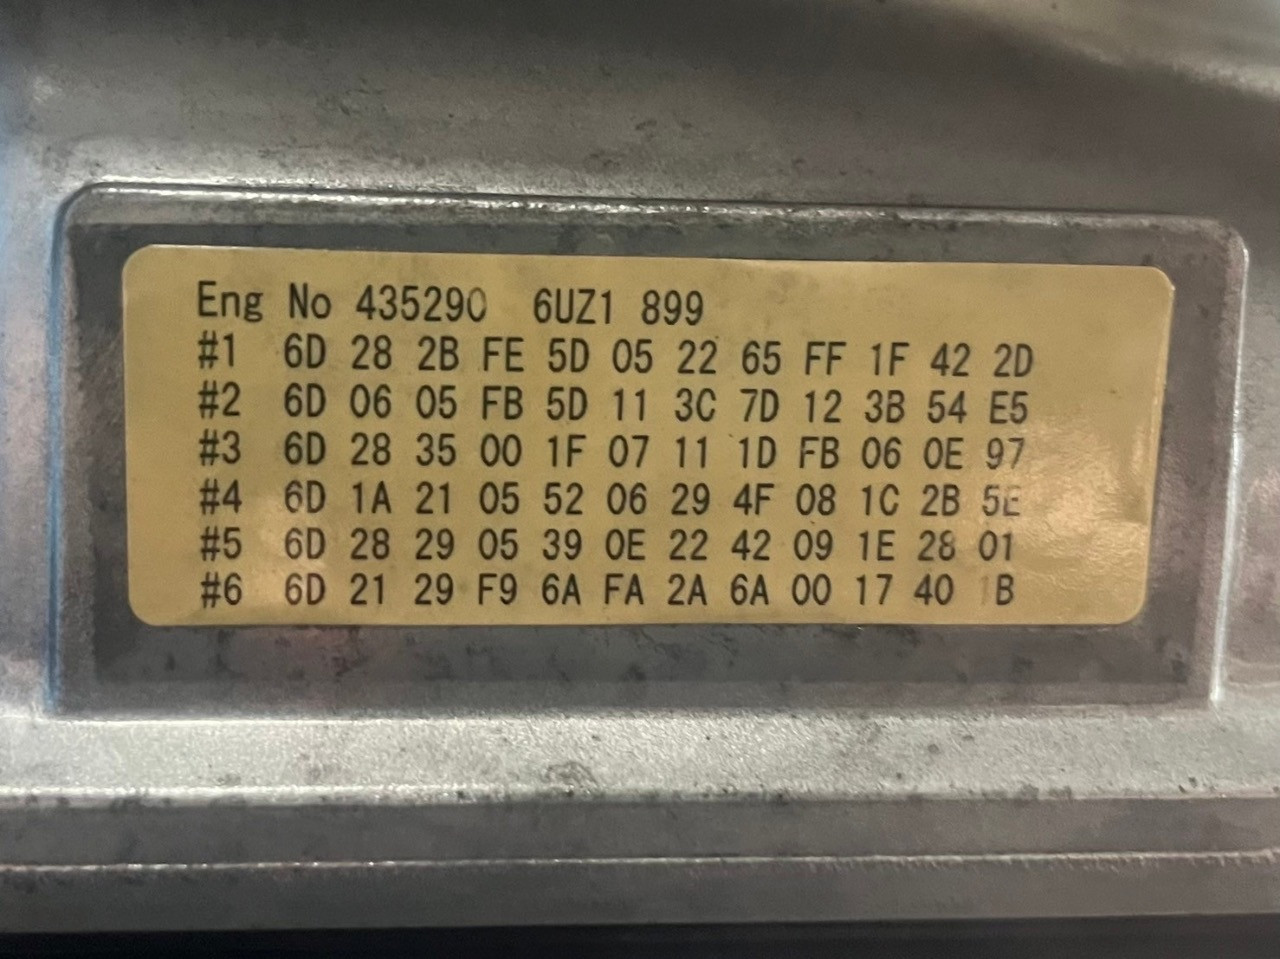 Eng No 435290 6UZ1 899
#1 6D 28 2B FE 5D 05 22 65 FF 1F 42 2D
#2 6D 06 05 FB 5D 11 3C 7D 12 3B 54 E5
#3 6D 28 35 00 1F 07 11 1D FB 06 0E 97
#4 6D 1A 21 05 52 06 29 4F 08 1C 2B 5E
#5 6D 28 29 05 39 0E 22 42 09 1E 28 01
#6 6D 21 29 F9 6A FA 2A 6A 00 17 40 1B